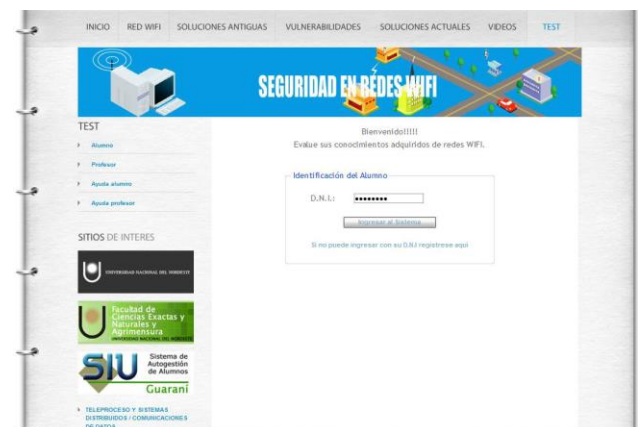 INICIO RED WIFI SOLUCIONES ANTIGUAS VULNERABILIDADES SOLUCIONES ACTUALES VIDEOS TEST
SEGURIDAD EN REDES WIFI
TEST
Alumno
Profesor
Ayuda alumno
Ayuda profesor
SITIOS DE INTERES
UNIVERSIDAD NACIONAL DEL NORDESTE
Facultad de
Ciencias Exactas y
Naturales y
Agrimensura
UNIVERSIDAD NACIONAL DEL NORDESTE
SIU
Sistema de
Autogestión
de Alumnos
Guaraní
TELEPROCESO Y SISTEMAS
DISTRIBUIDOS / COMUNICACIONES
DE DATOS
Bienvenido!!!!!
Evalue sus conocimientos adquiridos de redes WIFI.
Identificación del Alumno
D.N.I.: ••••••••
Ingresar al Sistema
Si no puede ingresar con su D.N.I registrese aqui